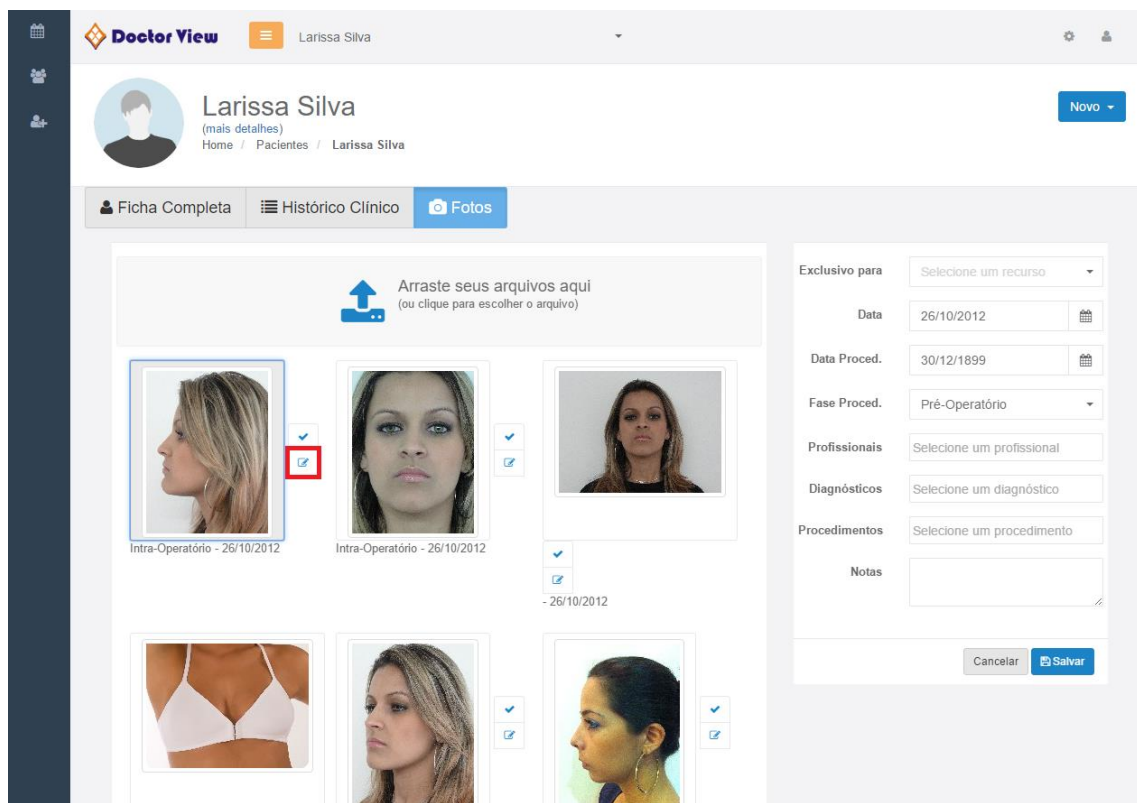 Doctor View
Larissa Silva
Larissa Silva
(mais detalhes)
Home / Pacientes / Larissa Silva
Novo
Ficha Completa
Histórico Clínico
Fotos
Arraste seus arquivos aqui
(ou clique para escolher o arquivo)
Intra-Operatório - 26/10/2012
Intra-Operatório - 26/10/2012
- 26/10/2012
Exclusivo para
Selecione um recurso
Data
26/10/2012
Data Proced.
30/12/1899
Fase Proced.
Pré-Operatório
Profissionais
Selecione um profissional
Diagnósticos
Selecione um diagnóstico
Procedimentos
Selecione um procedimento
Notas
Cancelar
Salvar